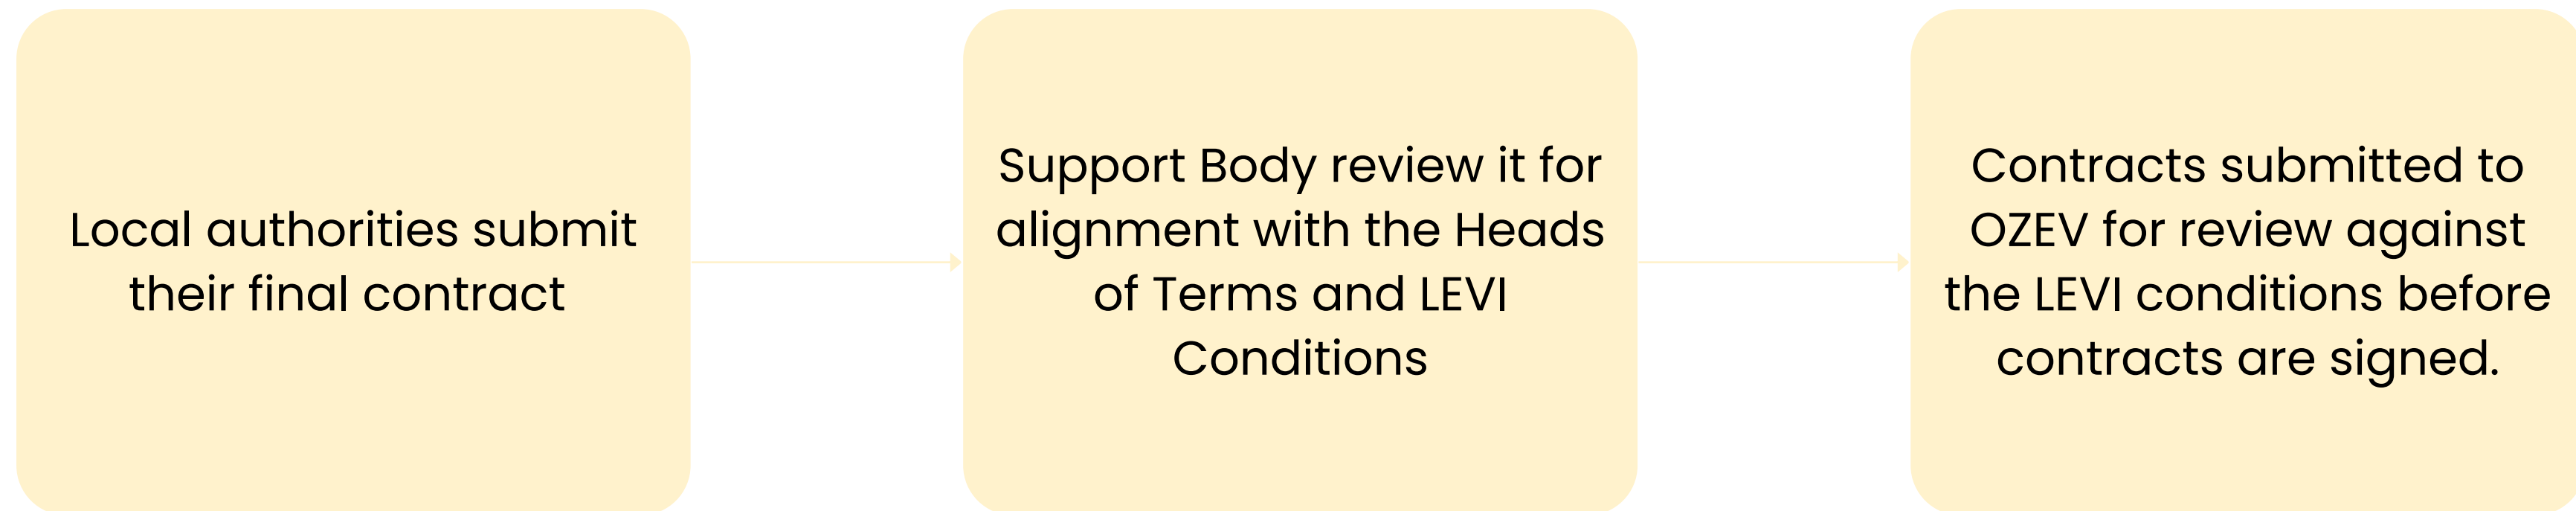 Local authorities submit
their final contract
Support Body review it for
alignment with the Heads
of Terms and LEVI
Conditions
Contracts submitted to
OZEV for review against
the LEVI conditions before
contracts are signed.